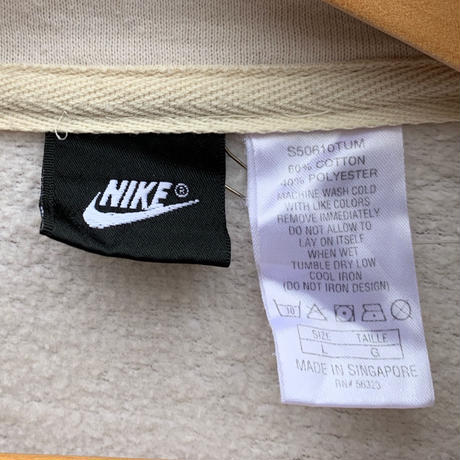 NIKE®
S50610TUM
60% COTTON
40% POLYESTER
MACHINE WASH COLD
WITH LIKE COLORS
REMOVE IMMEDIATELY
DO NOT ALLOW TO
LAY ON ITSELF
WHEN WET
TUMBLE DRY LOW
COOL IRON
(DO NOT IRON DESIGN)
SIZE TAILLE
L G
MADE IN SINGAPORE
RN# 56323